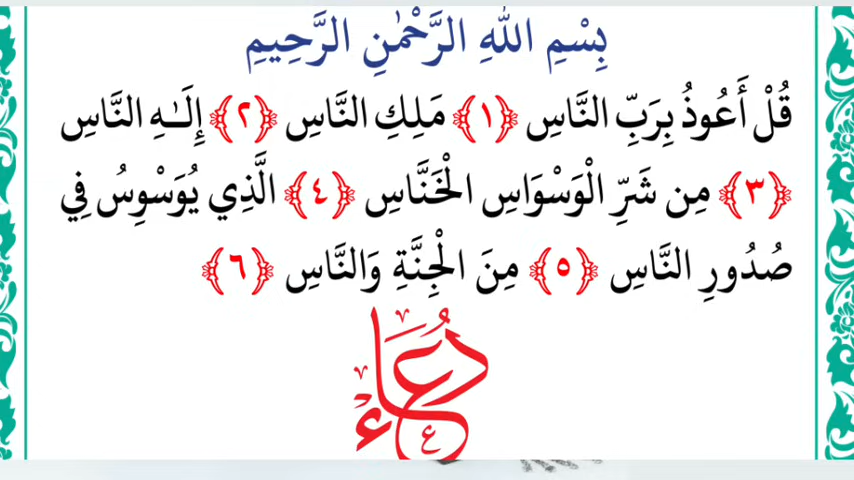 بِسْمِ اللَّهِ الرَّحْمَٰنِ الرَّحِيمِ
قُلْ أَعُوذُ بِرَبِّ النَّاسِ ﴿١﴾ مَلِكِ النَّاسِ ﴿٢﴾ إِلَـٰهِ النَّاسِ
﴿٣﴾ مِن شَرِّ الْوَسْوَاسِ الْخَنَّاسِ ﴿٤﴾ الَّذِي يُوَسْوِسُ فِي
صُدُورِ النَّاسِ ﴿٥﴾ مِنَ الْجِنَّةِ وَالنَّاسِ ﴿٦﴾
دُعَاء